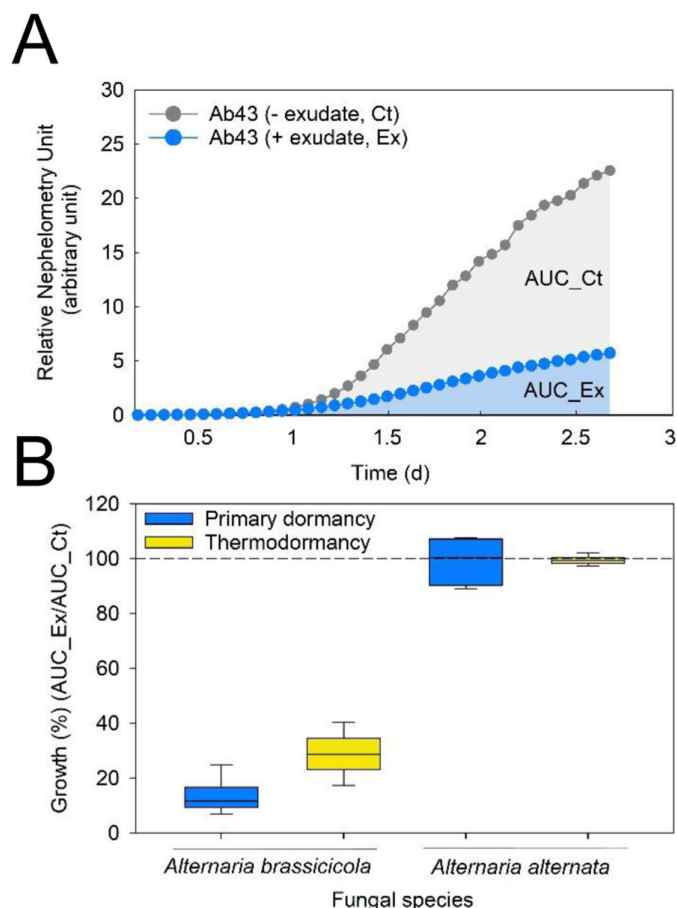 A
Relative Nephelometry Unit
(arbitrary unit)
30
25
20
15
10
5
0
Ab43 (- exudate, Ct)
Ab43 (+ exudate, Ex)
AUC_Ct
AUC_Ex
0.5 1 1.5 2 2.5 3
Time (d)
B
Growth (%) (AUC_Ex/AUC_Ct)
120
100
80
60
40
20
0
Primary dormancy
Thermodormancy
Alternaria brassicicola Alternaria alternata
Fungal species